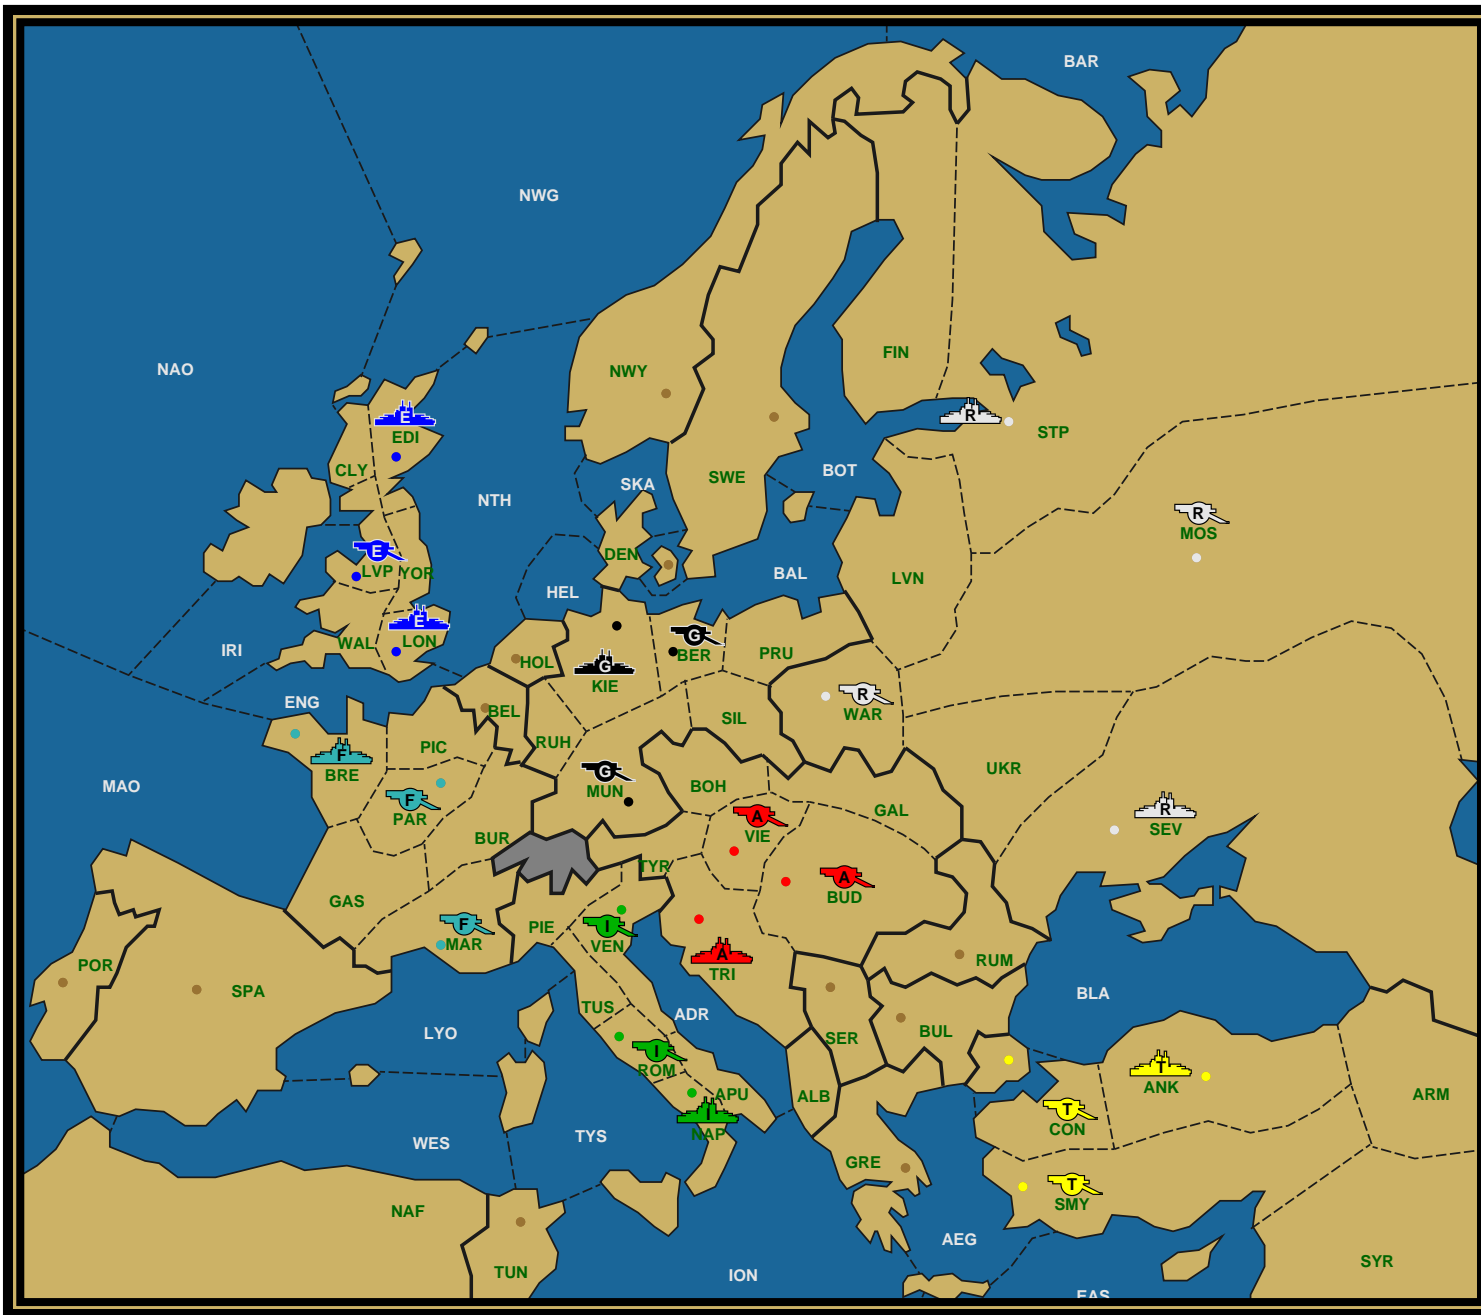 BAR
NWG
NAO
FIN
NWY
R
E
EDI
STP
CLY
BOT
SWE
SKA
NTH
R
MOS
E
DEN
LVP YOR
BAL
LVN
HEL
E
LON
G
BER
WAL
IRI
PRU
HOL
G
KIE
R
WAR
ENG
BEL
SIL
RUH
PIC
F
BRE
UKR
G
MUN
MAO
BOH
F
PAR
GAL
R
SEV
A
VIE
BUR
TYR
A
BUD
GAS
F
MAR
I
VEN
PIE
A
TRI
RUM
POR
SPA
BLA
TUS
ADR
LYO
BUL
SER
I
ROM
T
ANK
APU
ALB
ARM
I
NAP
T
CON
TYS
WES
GRE
T
SMY
NAF
AEG
SYR
TUN
ION
EAS